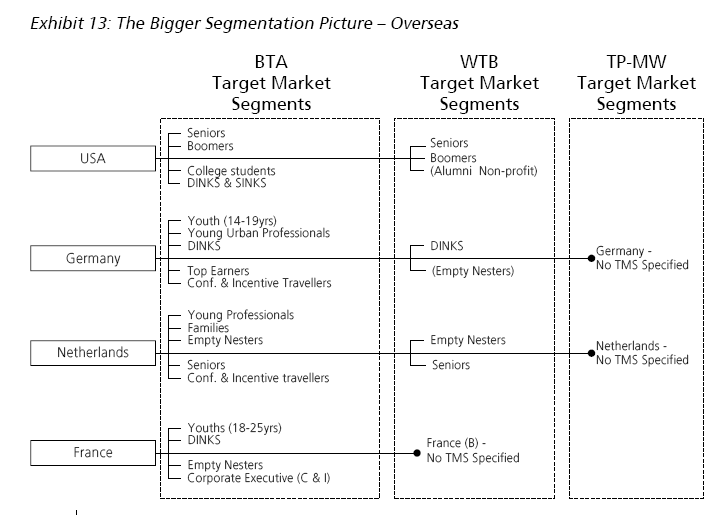 Exhibit 13: The Bigger Segmentation Picture – Overseas
BTA
Target Market
Segments
WTB
Target Market
Segments
TP-MW
Target Market
Segments
USA
Seniors
Boomers
College students
DINKS & SINKS
Seniors
Boomers
(Alumni Non-profit)
Germany
Youth (14-19yrs)
Young Urban Professionals
DINKS
Top Earners
Conf. & Incentive Travellers
DINKS
(Empty Nesters)
Germany -
No TMS Specified
Netherlands
Young Professionals
Families
Empty Nesters
Seniors
Conf. & Incentive travellers
Empty Nesters
Seniors
Netherlands -
No TMS Specified
France
Youths (18-25yrs)
DINKS
Empty Nesters
Corporate Executive (C & I)
France (B) -
No TMS Specified